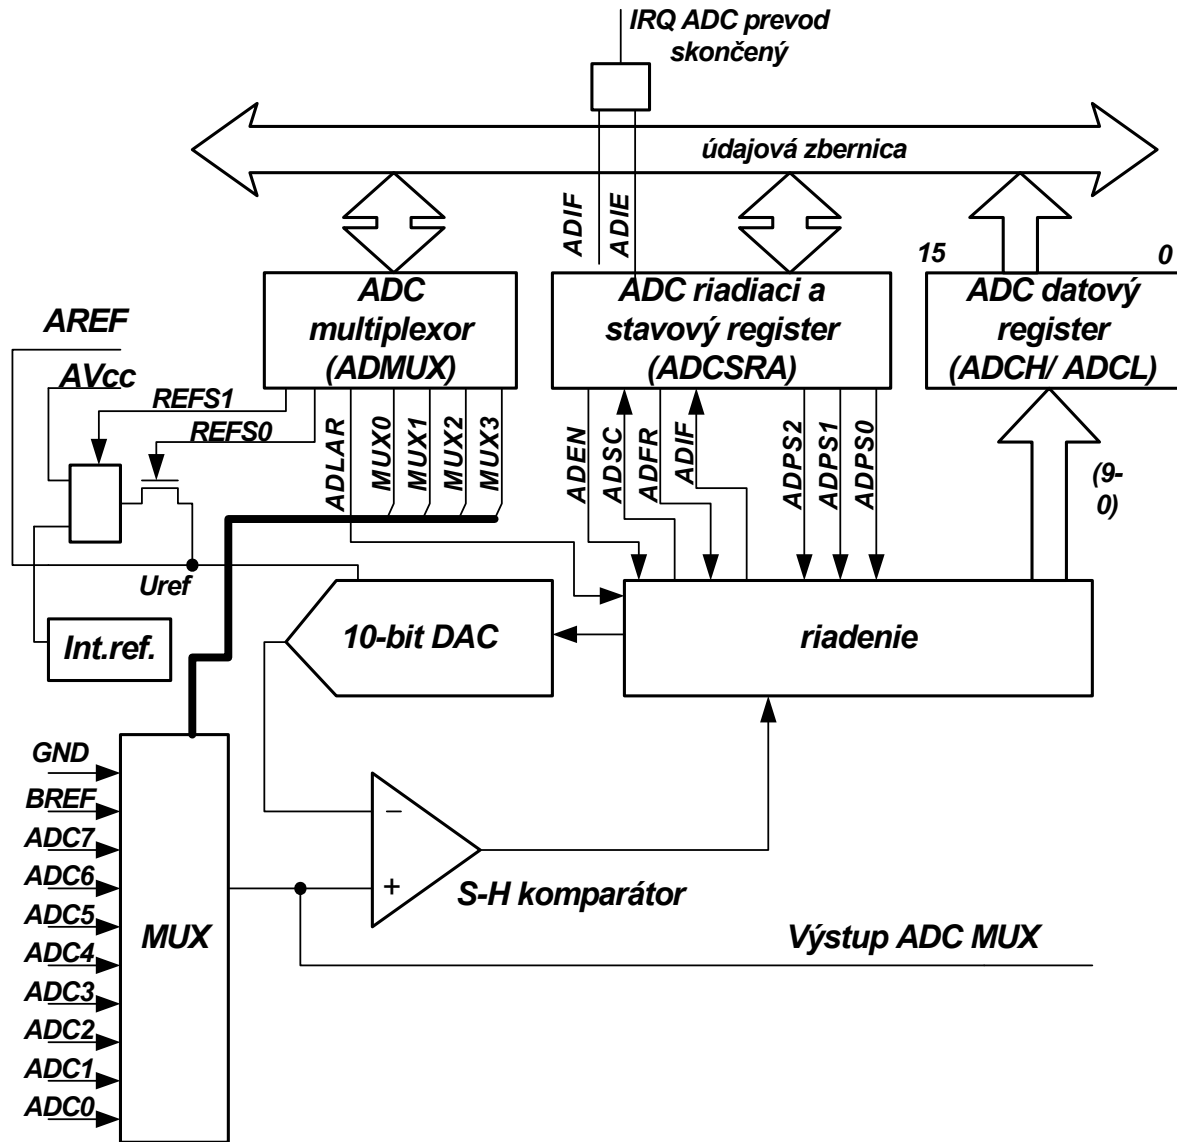 IRQ ADC prevod
skončený
údajová zbernica
ADIF
ADIE
15
0
ADC
multiplexor
(ADMUX)
ADC riadiaci a
stavový register
(ADCSRA)
ADC datový
register
(ADCH/ ADCL)
AREF
AVcc
REFS1
REFS0
ADLAR
MUX0
MUX1
MUX2
MUX3
ADEN
ADSC
ADFR
ADIF
ADPS2
ADPS1
ADPS0
(9-
0)
Uref
Int.ref.
10-bit DAC
riadenie
GND
BREF
ADC7
ADC6
ADC5
ADC4
ADC3
ADC2
ADC1
ADC0
MUX
−
+
S-H komparátor
Výstup ADC MUX